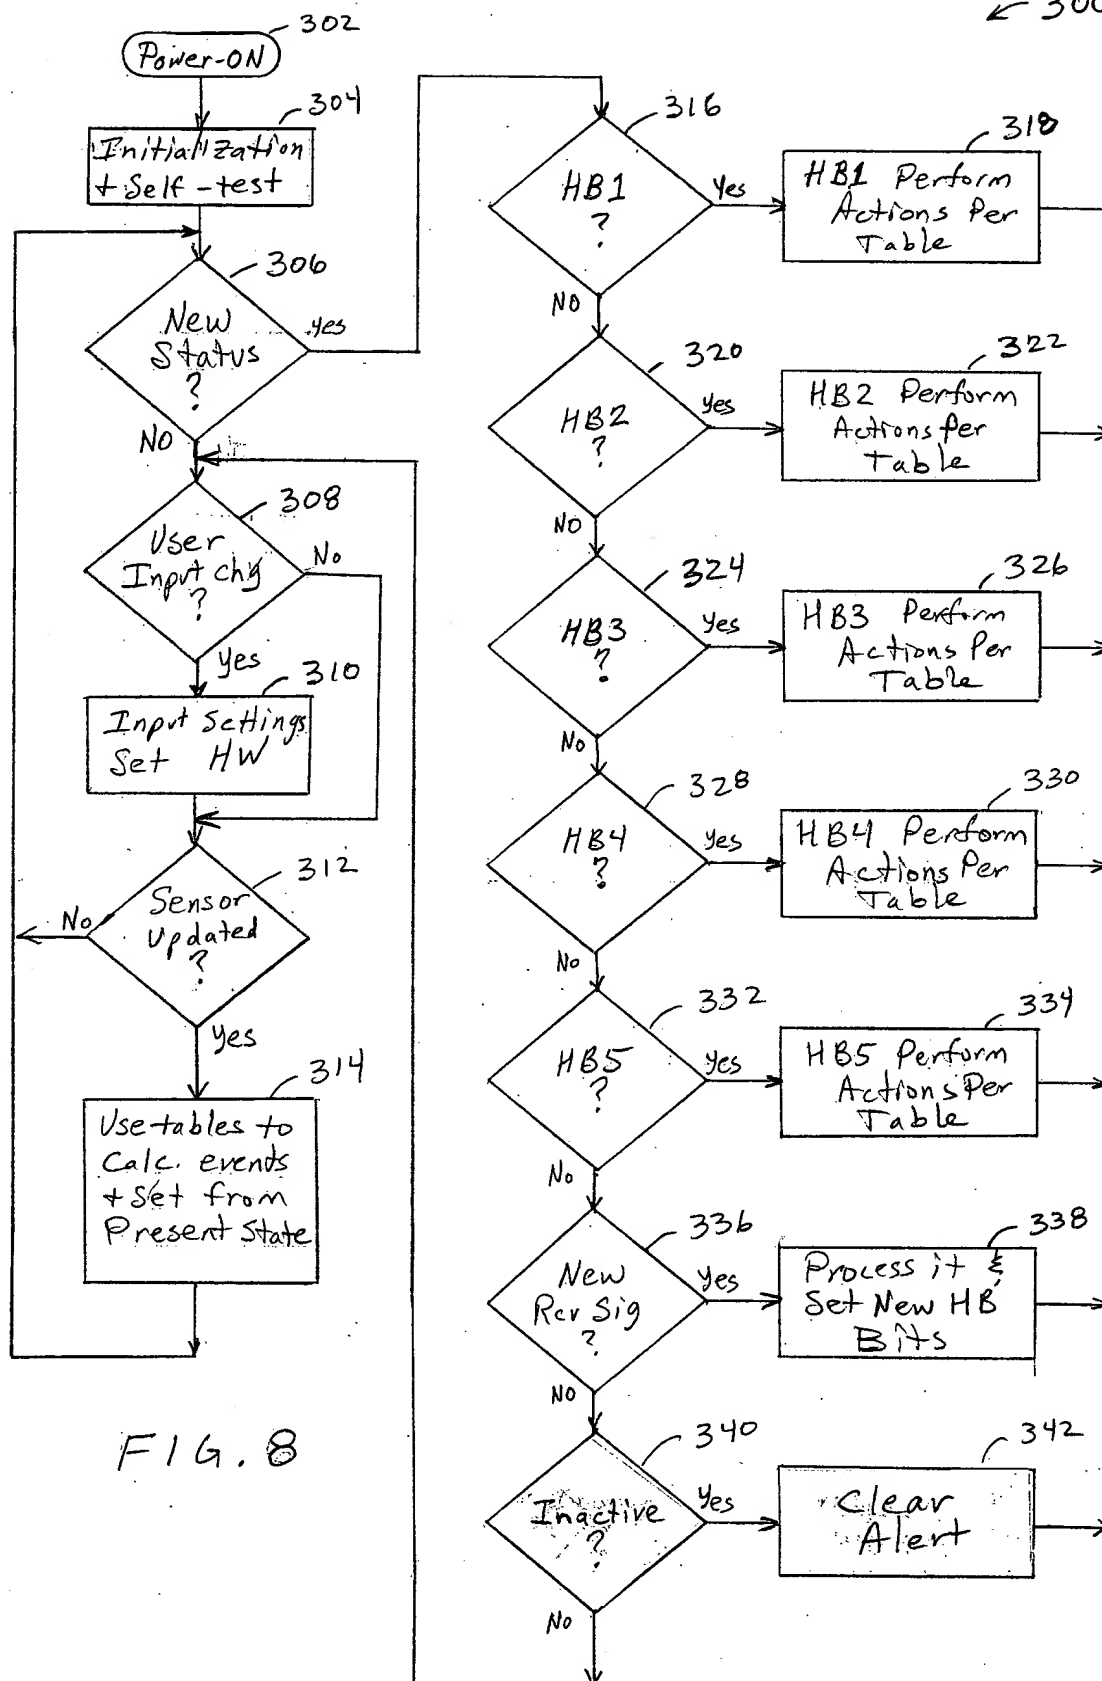 300
302
Power-ON
304
Initialization
+ Self-test
306
New
Status
?
yes
NO
308
User
Input chg
?
No
yes
310
Input Settings
Set HW
312
Sensor
Updated
?
No
yes
314
Use tables to
Calc. events
+ Set from
Present State
316
HB1
?
Yes
NO
318
HB1 Perform
Actions Per
Table
320
HB2
?
yes
NO
322
HB2 Perform
Actions Per
Table
324
HB3
?
yes
No
326
HB3 Perform
Actions Per
Table
328
HB4
?
yes
No
330
HB4 Perform
Actions Per
Table
332
HB5
?
yes
No
334
HB5 Perform
Actions Per
Table
336
New
Rcv Sig
?
yes
NO
338
Process it &
Set New HB
Bits
340
Inactive
?
yes
No
342
Clear
Alert
FIG. 8